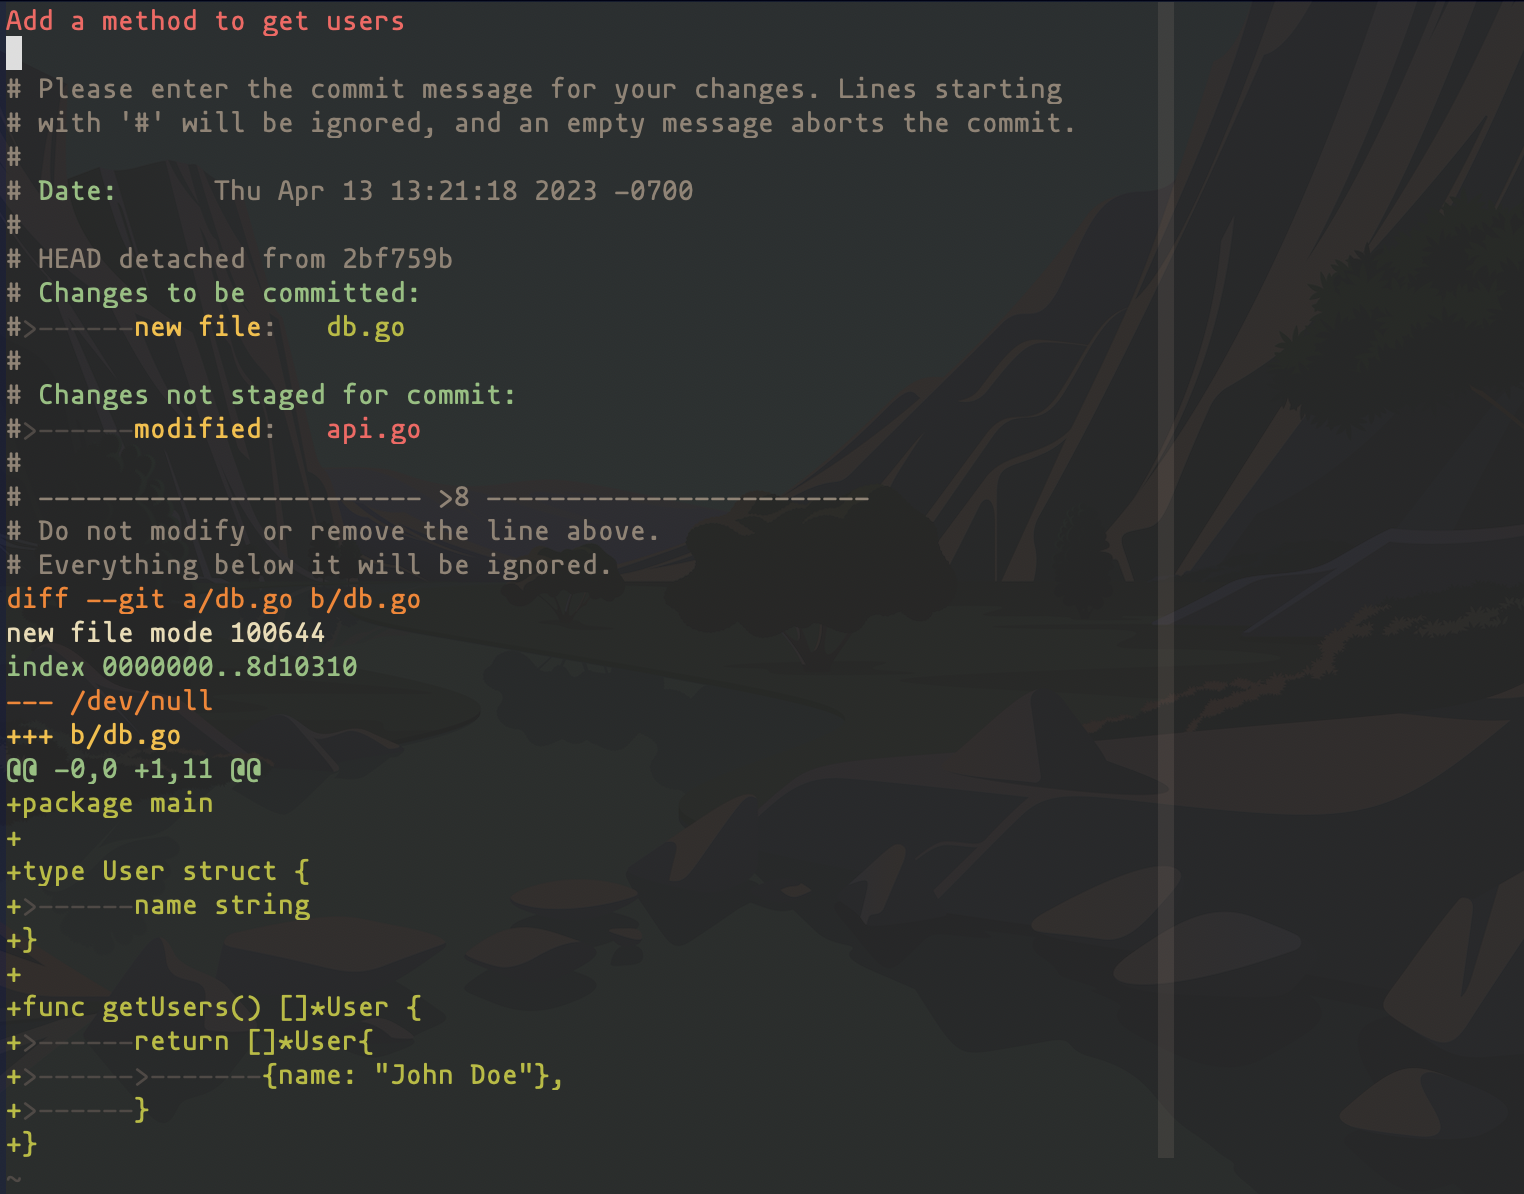 Add a method to get users
# Please enter the commit message for your changes. Lines starting
# with '#' will be ignored, and an empty message aborts the commit.
#
# Date:      Thu Apr 13 13:21:18 2023 -0700
#
# HEAD detached from 2bf759b
# Changes to be committed:
#>------new file:   db.go
#
# Changes not staged for commit:
#>------modified:   api.go
#
# ------------------------ >8 ------------------------
# Do not modify or remove the line above.
# Everything below it will be ignored.
diff --git a/db.go b/db.go
new file mode 100644
index 0000000..8d10310
--- /dev/null
+++ b/db.go
@@ -0,0 +1,11 @@
+package main
+
+type User struct {
+>------name string
+}
+
+func getUsers() []*User {
+>------return []*User{
+>------>-------{name: "John Doe"},
+>------}
+}
~